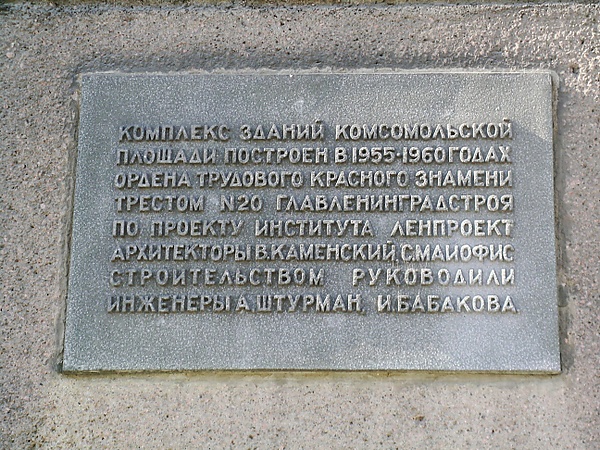 КОМПЛЕКС ЗДАНИЙ КОМСОМОЛЬСКОЙ
ПЛОЩАДИ ПОСТРОЕН В 1955-1960 ГОДАХ
ОРДЕНА ТРУДОВОГО КРАСНОГО ЗНАМЕНИ
ТРЕСТОМ N20 ГЛАВЛЕНИНГРАДСТРОЯ
ПО ПРОЕКТУ ИНСТИТУТА ЛЕНПРОЕКТ
АРХИТЕКТОРЫ В.КАМЕНСКИЙ, С.МАИОФИС
СТРОИТЕЛЬСТВОМ РУКОВОДИЛИ
ИНЖЕНЕРЫ А.ШТУРМАН, И.БАБАКОВА